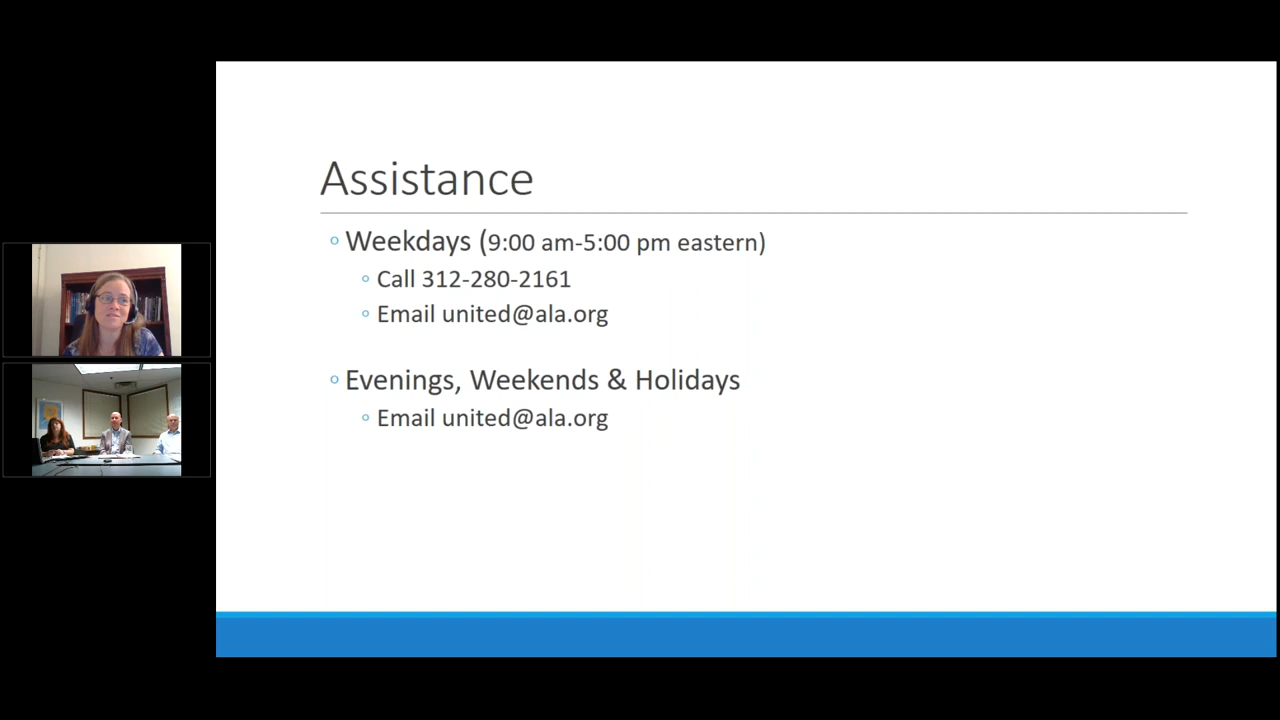 Assistance
Weekdays (9:00 am-5:00 pm eastern)
Call 312-280-2161
Email united@ala.org
Evenings, Weekends & Holidays
Email united@ala.org